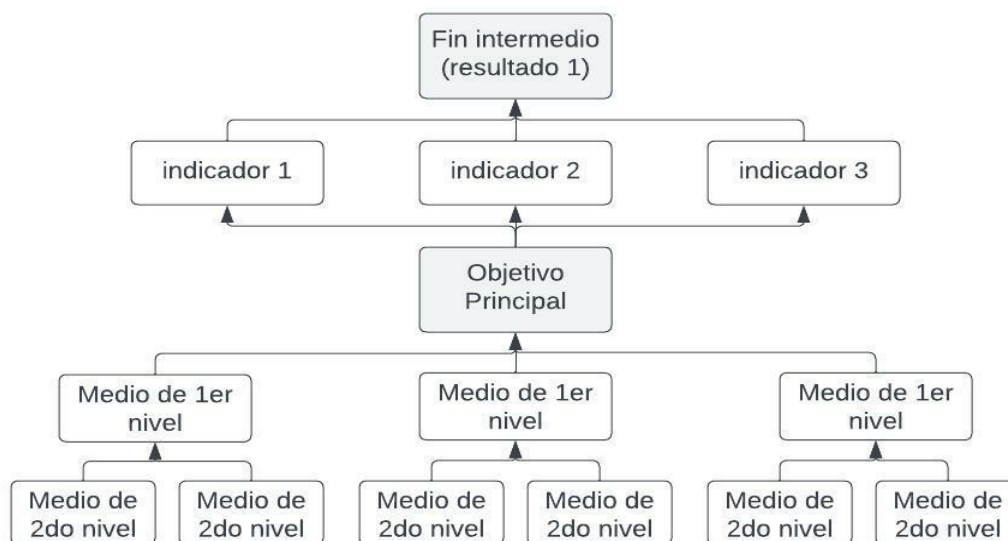 Fin intermedio
(resultado 1)
indicador 1
indicador 2
indicador 3
Objetivo
Principal
Medio de 1er
nivel
Medio de 1er
nivel
Medio de 1er
nivel
Medio de
2do nivel
Medio de
2do nivel
Medio de
2do nivel
Medio de
2do nivel
Medio de
2do nivel
Medio de
2do nivel